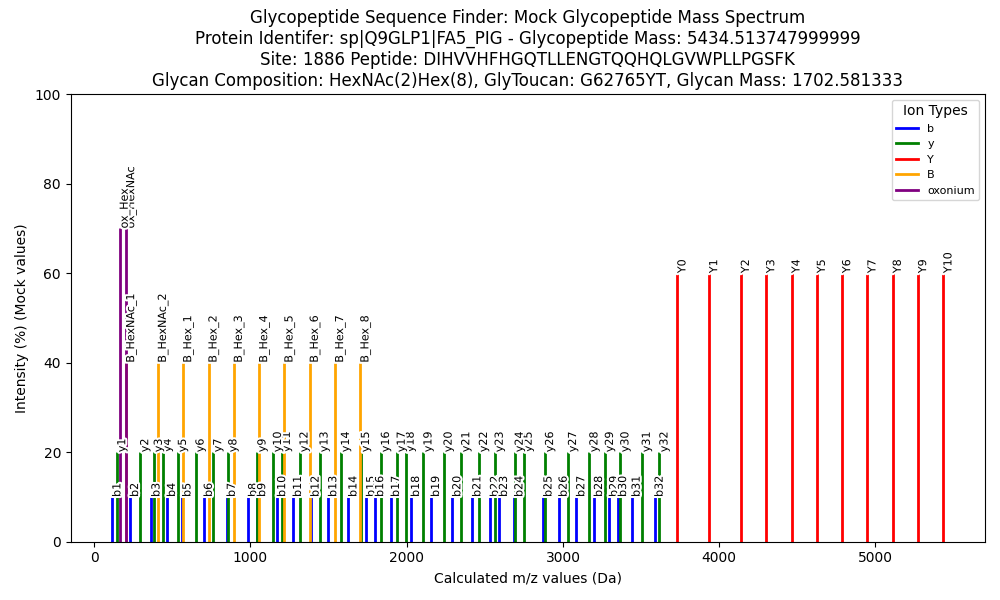 Glycopeptide Sequence Finder: Mock Glycopeptide Mass Spectrum
Protein Identifer: sp|Q9GLP1|FA5_PIG - Glycopeptide Mass: 5434.513747999999
Site: 1886 Peptide: DIHVVHFHGQTLLENGTQQHQLGVWPLLPGSFK
Glycan Composition: HexNAc(2)Hex(8), GlyToucan: G62765YT, Glycan Mass: 1702.581333
Intensity (%) (Mock values)
100
80
60
40
20
0
Ion Types
b
y
Y
B
oxonium
ox_Hex
ox_HexNAc
B_HexNAc_1
B_HexNAc_2
B_Hex_1
B_Hex_2
B_Hex_3
B_Hex_4
B_Hex_5
B_Hex_6
B_Hex_7
B_Hex_8
Y0
Y1
Y2
Y3
Y4
Y5
Y6
Y7
Y8
Y9
Y10
y1
y2
y3
y4
y5
y6
y7
y8
y9
y10
y11
y12
y13
y14
y15
y16
y17
y18
y19
y20
y21
y22
y23
y24
y25
y26
y27
y28
y29
y30
y31
y32
b1
b2
b3
b4
b5
b6
b7
b8
b9
b10
b11
b12
b13
b14
b15
b16
b17
b18
b19
b20
b21
b22
b23
b24
b25
b26
b27
b28
b29
b30
b31
b32
0
1000
2000
3000
4000
5000
Calculated m/z values (Da)